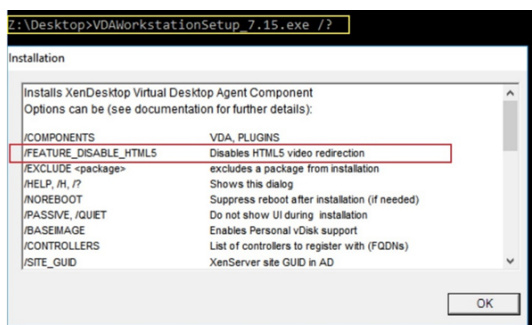 Z:\Desktop>VDAWorkstationSetup_7.15.exe /?
Installation
Installs XenDesktop Virtual Desktop Agent Component
Options can be (see documentation for further details):
/COMPONENTS VDA, PLUGINS
/FEATURE_DISABLE_HTML5 Disables HTML5 video redirection
/EXCLUDE <package> excludes a package from installation
/HELP, /H, /? Shows this dialog
/NOREBOOT Suppress reboot after installation (if needed)
/PASSIVE, /QUIET Do not show UI during installation
/BASEIMAGE Enables Personal vDisk support
/CONTROLLERS List of controllers to register with (FQDNs)
/SITE_GUID XenServer site GUID in AD
OK